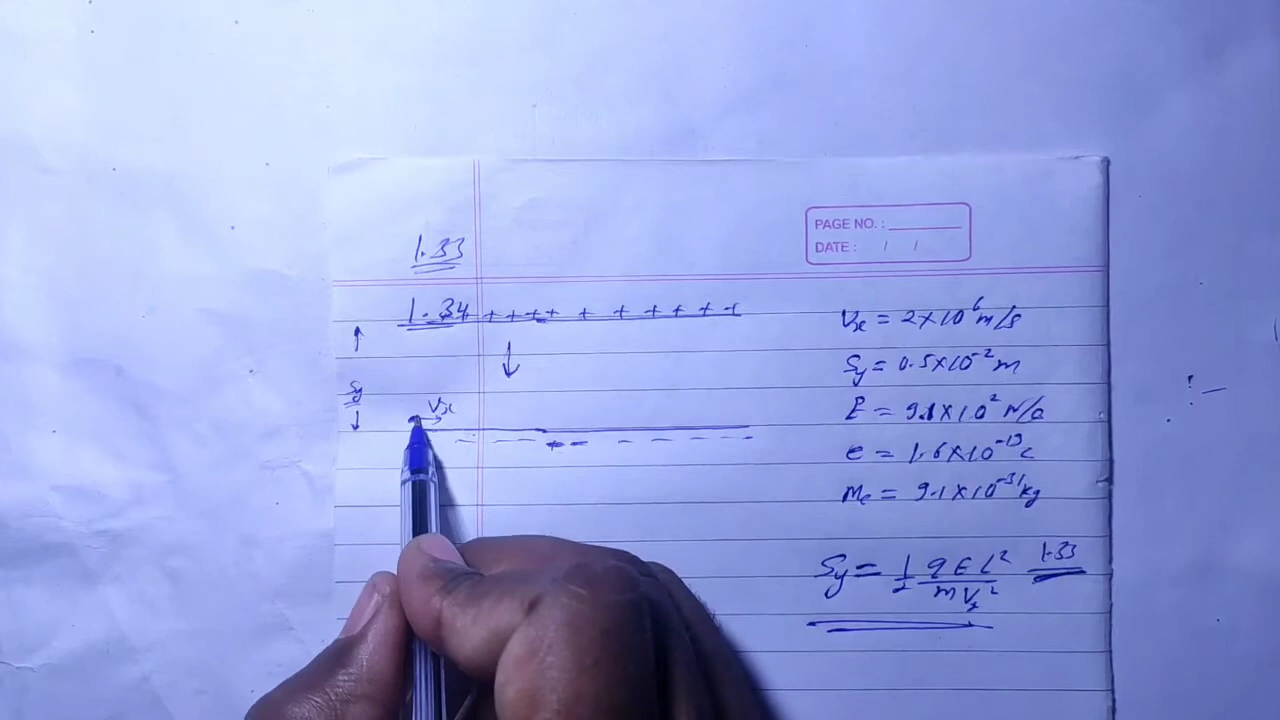 PAGE NO. :
DATE : / /
1.33
1.34 + + + + + + + + + +
Vx = 2×10⁶ m/s
Sy = 0.5×10⁻² m
E = 9.1×10² N/C
e = 1.6×10⁻¹⁹ C
me = 9.1×10⁻³¹ kg
Sy
Vx
Sy = 1/2 qEL²/mVx² 1.33